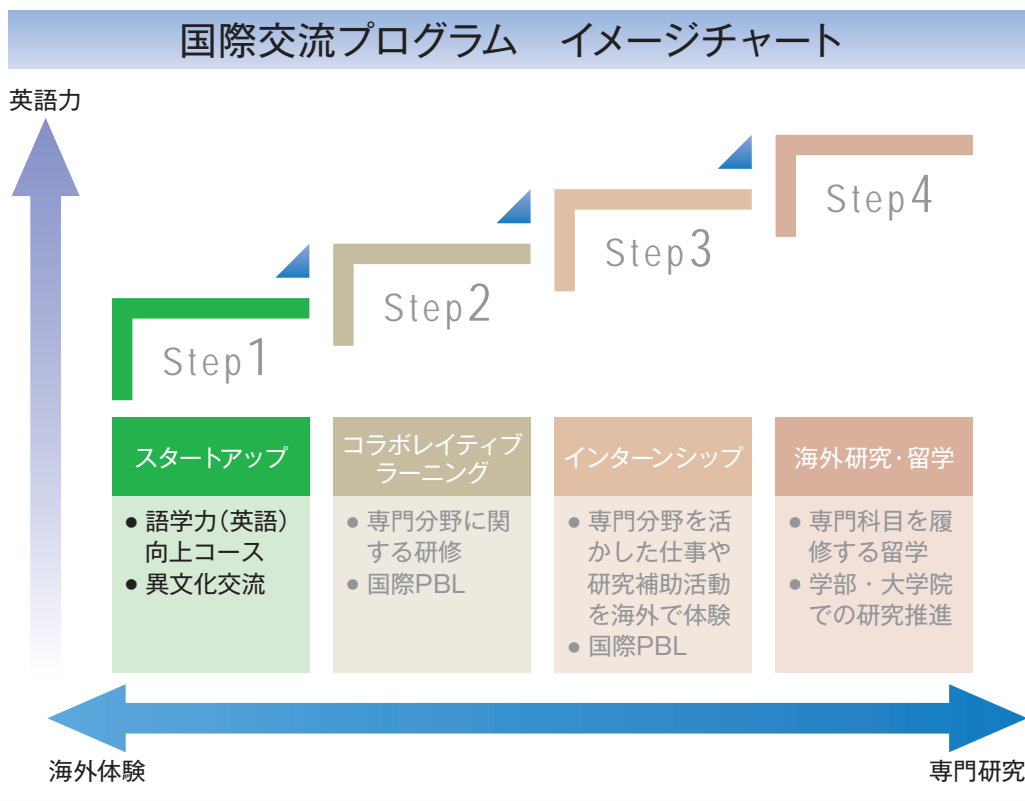 国際交流プログラム　イメージチャート
英語力
Step1
Step2
Step3
Step4
スタートアップ
● 語学力（英語）
向上コース
● 異文化交流
コラボレイティブ
ラーニング
● 専門分野に関
する研修
● 国際PBL
インターンシップ
● 専門分野を活
かした仕事や
研究補助活動
を海外で体験
● 国際PBL
海外研究・留学
● 専門科目を履
修する留学
● 学部・大学院
での研究推進
海外体験
専門研究